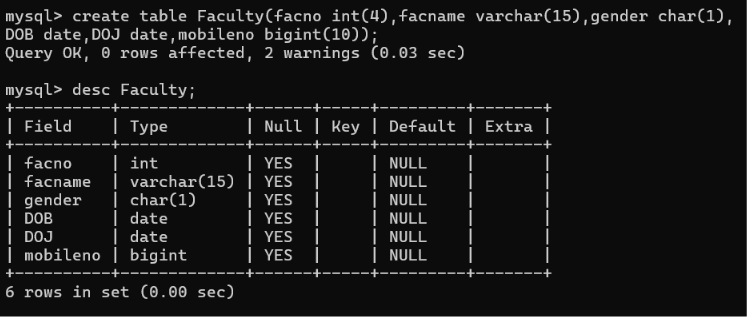 mysql> create table Faculty(facno int(4),facname varchar(15),gender char(1),
DOB date,DOJ date,mobileno bigint(10));
Query OK, 0 rows affected, 2 warnings (0.03 sec)

mysql> desc Faculty;
+----------+-------------+------+-----+---------+-------+
| Field    | Type        | Null | Key | Default | Extra |
+----------+-------------+------+-----+---------+-------+
| facno    | int         | YES  |     | NULL    |       |
| facname  | varchar(15) | YES  |     | NULL    |       |
| gender   | char(1)     | YES  |     | NULL    |       |
| DOB      | date        | YES  |     | NULL    |       |
| DOJ      | date        | YES  |     | NULL    |       |
| mobileno | bigint      | YES  |     | NULL    |       |
+----------+-------------+------+-----+---------+-------+
6 rows in set (0.00 sec)